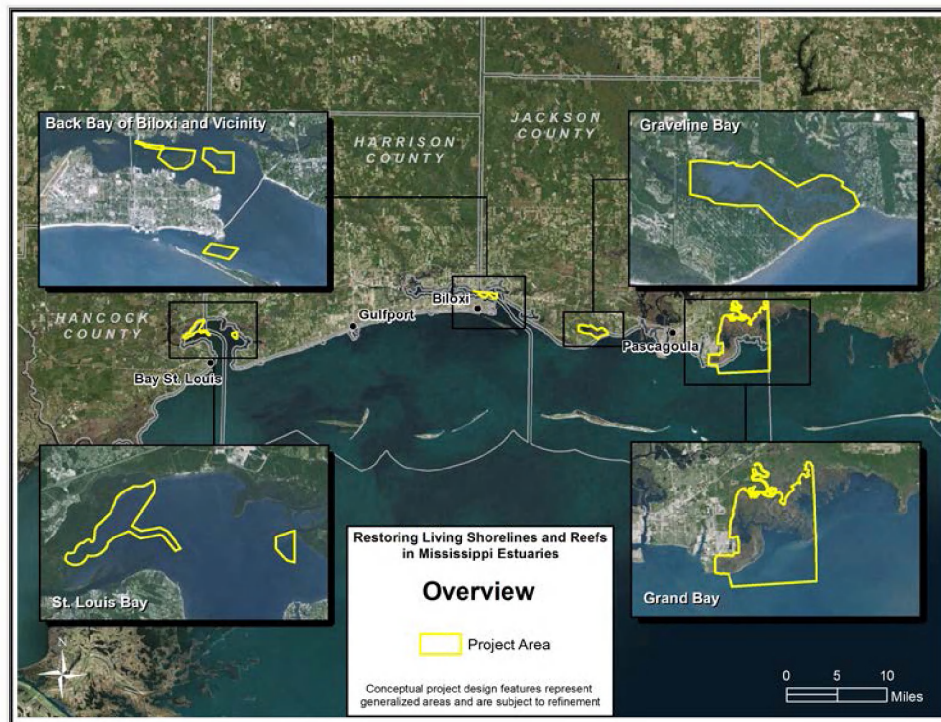 Back Bay of Biloxi and Vicinity
HARRISON
COUNTY
JACKSON
COUNTY
Graveline Bay
HANCOCK
COUNTY
Biloxi
Gulfport
Pascagoula
Bay St. Louis
St. Louis Bay
Restoring Living Shorelines and Reefs
in Mississippi Estuaries
Overview
Project Area
Conceptual project design features represent
generalized areas and are subject to refinement
Grand Bay
N
0 5 10
Miles